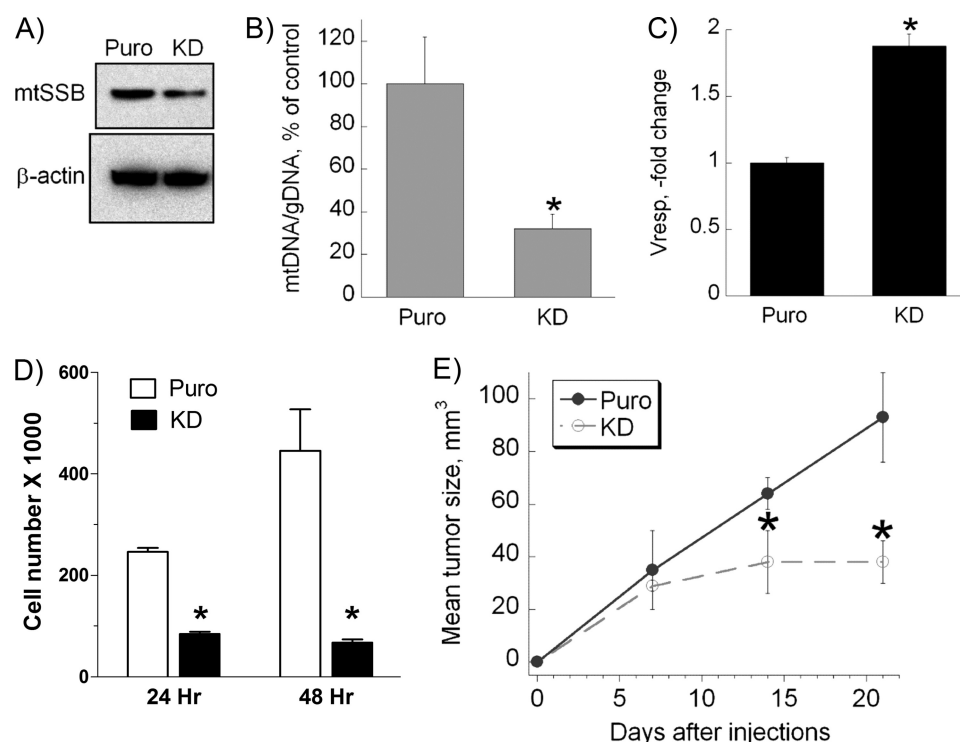 A)
Puro KD
mtSSB
β-actin
B)
mtDNA/gDNA, % of control
120
100
80
60
40
20
0
*
Puro KD
C)
Vresp, -fold change
2
1.5
1
0.5
0
*
Puro KD
D)
Cell number X 1000
600
400
200
0
Puro
KD
* *
24 Hr 48 Hr
E)
Mean tumor size, mm³
100
80
60
40
20
0
Puro
KD
* *
0 5 10 15 20
Days after injections